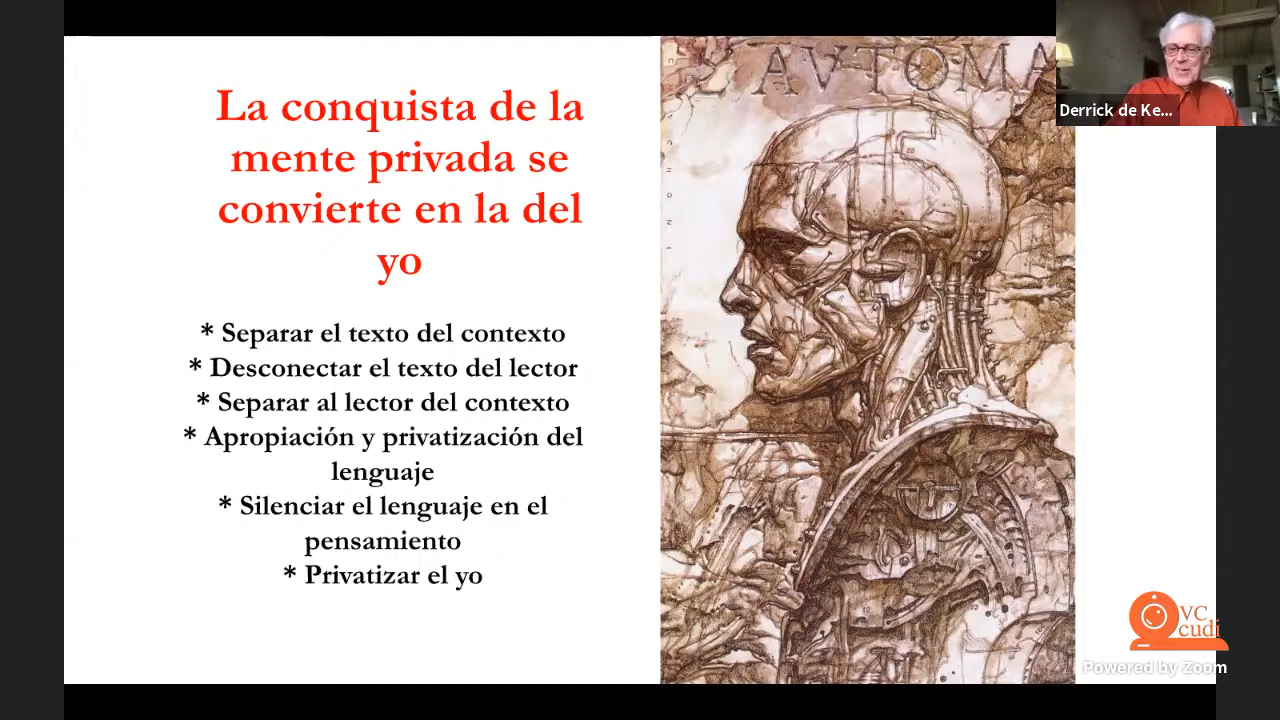 La conquista de la
mente privada se
convierte en la del
yo
* Separar el texto del contexto
* Desconectar el texto del lector
* Separar al lector del contexto
* Apropiación y privatización del
lenguaje
* Silenciar el lenguaje en el
pensamiento
* Privatizar el yo
AVTOMA
Derrick de Ke...
VC
cudi
Powered by Zoom